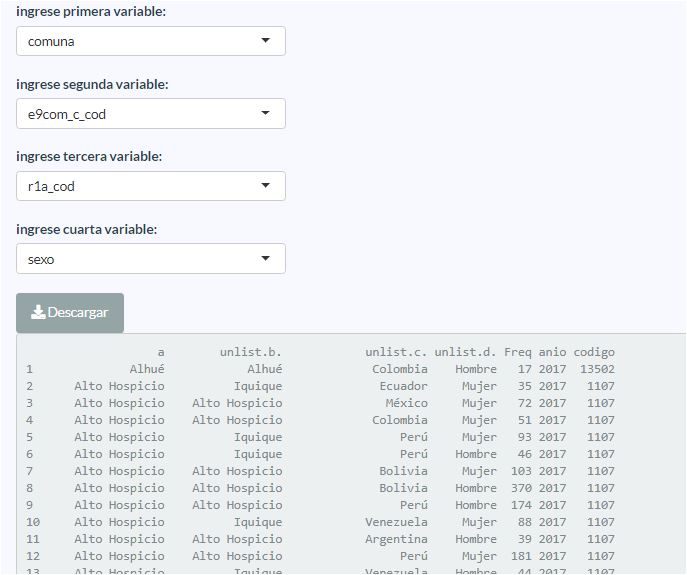 ingrese primera variable:
comuna
ingrese segunda variable:
e9com_c_cod
ingrese tercera variable:
r1a_cod
ingrese cuarta variable:
sexo
Descargar
a unlist.b. unlist.c. unlist.d. Freq anio codigo
1 Alhué Alhué Colombia Hombre 17 2017 13502
2 Alto Hospicio Iquique Ecuador Mujer 35 2017 1107
3 Alto Hospicio Alto Hospicio México Mujer 72 2017 1107
4 Alto Hospicio Alto Hospicio Colombia Mujer 51 2017 1107
5 Alto Hospicio Iquique Perú Mujer 93 2017 1107
6 Alto Hospicio Iquique Perú Hombre 46 2017 1107
7 Alto Hospicio Alto Hospicio Bolivia Mujer 103 2017 1107
8 Alto Hospicio Alto Hospicio Bolivia Hombre 370 2017 1107
9 Alto Hospicio Alto Hospicio Perú Hombre 174 2017 1107
10 Alto Hospicio Iquique Venezuela Mujer 88 2017 1107
11 Alto Hospicio Alto Hospicio Argentina Hombre 39 2017 1107
12 Alto Hospicio Alto Hospicio Perú Mujer 181 2017 1107
13 Alto Hospicio Iquique Venezuela Hombre 44 2017 1107